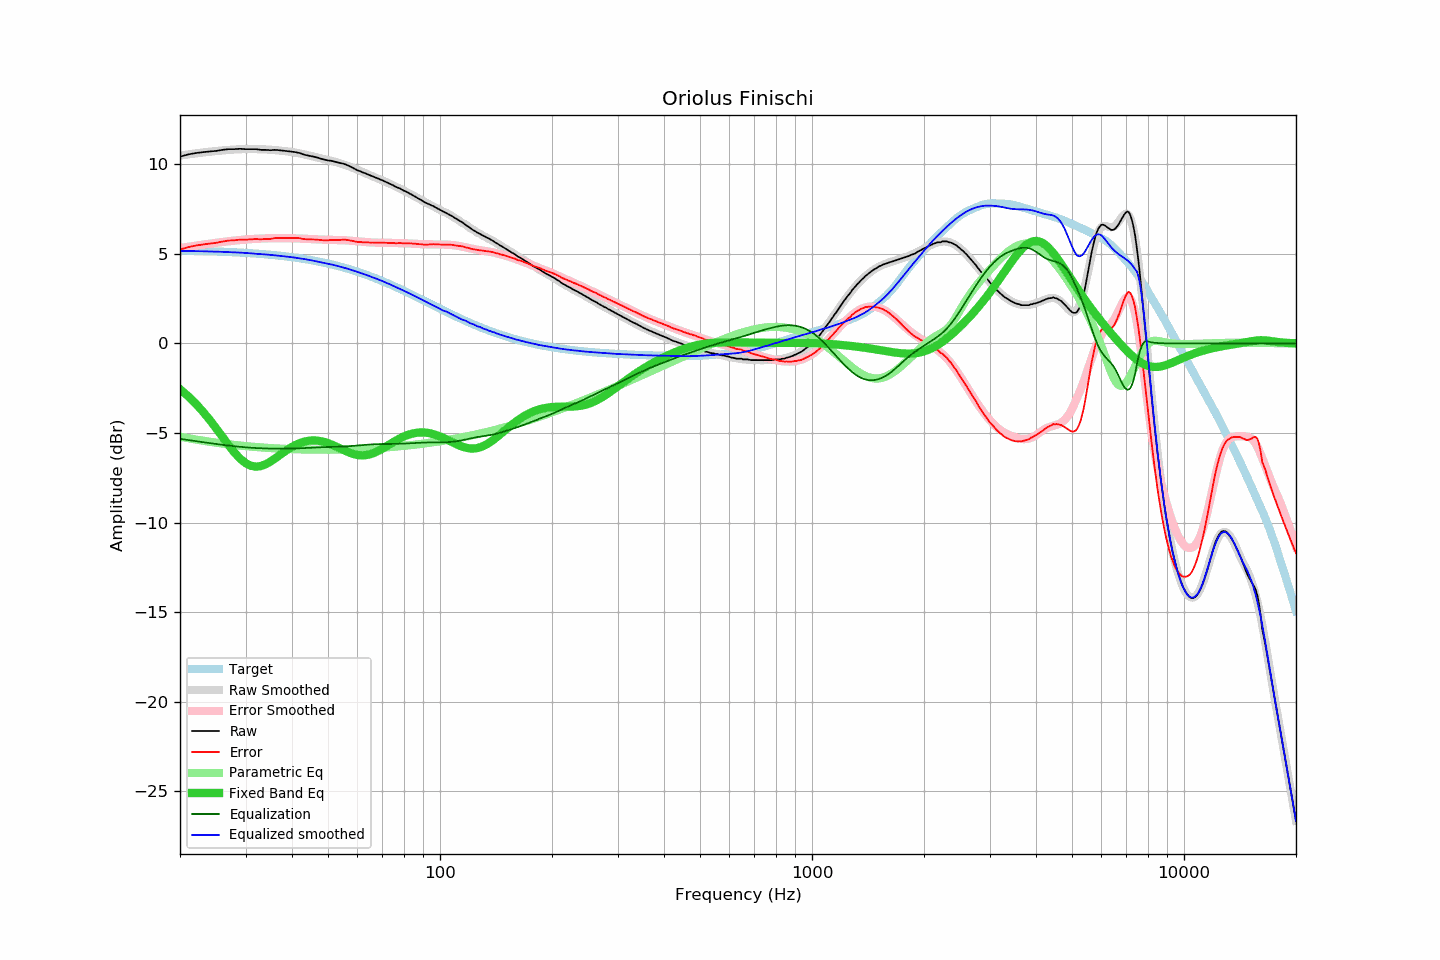 Oriolus Finischi
10
5
0
−5
−10
−15
−20
−25
Amplitude (dBr)
Target
Raw Smoothed
Error Smoothed
Raw
Error
Parametric Eq
Fixed Band Eq
Equalization
Equalized smoothed
100
1000
10000
Frequency (Hz)